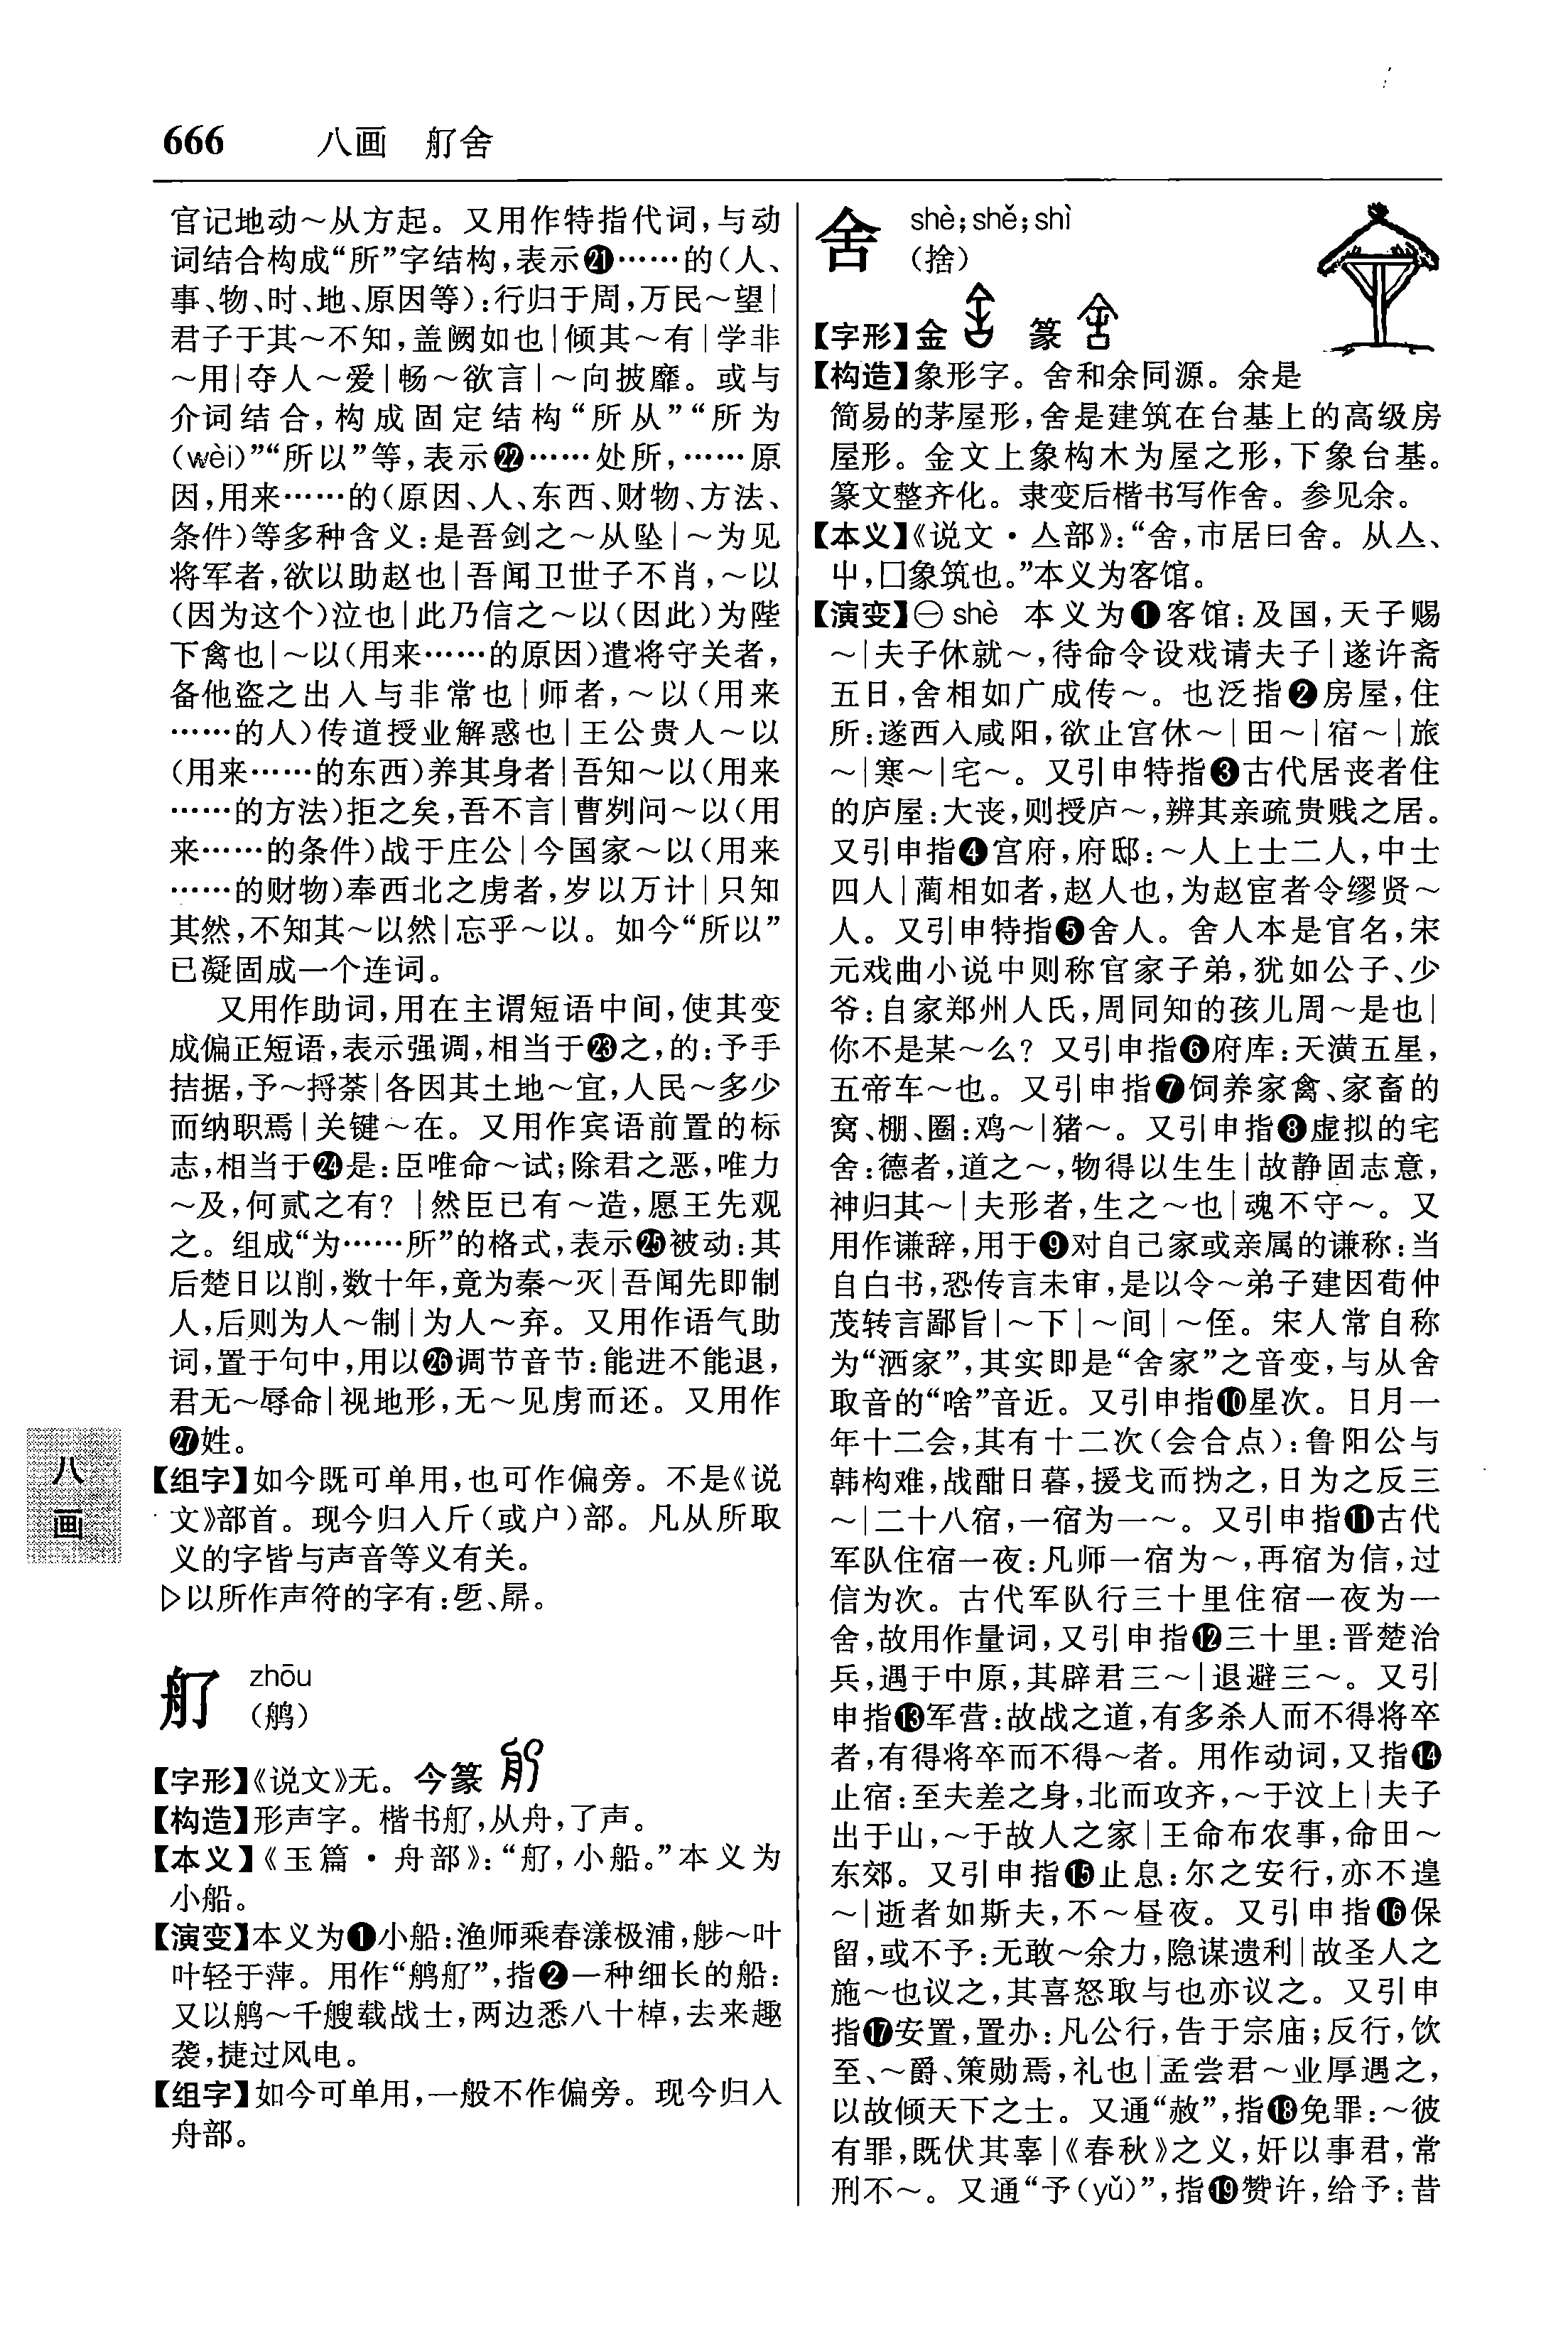 666 八画 舠舍
官记地动～从方起。又用作特指代词,与动
词结合构成“所”字结构,表示㉑……的(人、
事、物、时、地、原因等):行归于周,万民～望|
君子于其～不知,盖阙如也|倾其～有|学非
～用|夺人～爱|畅～欲言|～向披靡。或与
介词结合,构成固定结构“所从”“所为
(wèi)”“所以”等,表示㉒……处所,……原
因,用来……的(原因、人、东西、财物、方法、
条件)等多种含义:是吾剑之～从坠|～为见
将军者,欲以助赵也|吾闻卫世子不肖,～以
(因为这个)泣也|此乃信之～以(因此)为陛
下禽也|～以(用来……的原因)遣将守关者,
备他盗之出入与非常也|师者,～以(用来
……的人)传道授业解惑也|王公贵人～以
(用来……的东西)养其身者|吾知～以(用来
……的方法)拒之矣,吾不言|曹刿问～以(用
来……的条件)战于庄公|今国家～以(用来
……的财物)奉西北之虏者,岁以万计|只知
其然,不知其～以然|忘乎～以。如今“所以”
已凝固成一个连词。
又用作助词,用在主谓短语中间,使其变
成偏正短语,表示强调,相当于㉓之,的:予手
拮据,予～捋荼|各因其土地～宜,人民～多少
而纳职焉|关键～在。又用作宾语前置的标
志,相当于㉔是:臣唯命～试;除君之恶,唯力
～及,何贰之有?|然臣已有～造,愿王先观
之。组成“为……所”的格式,表示㉕被动:其
后楚日以削,数十年,竟为秦～灭|吾闻先即制
人,后则为人～制|为人～弃。又用作语气助
词,置于句中,用以㉖调节音节:能进不能退,
君无～辱命|视地形,无～见虏而还。又用作
㉗姓。
【组字】如今既可单用,也可作偏旁。不是《说
文》部首。现今归入斤(或户)部。凡从所取
义的字皆与声音等义有关。
▷以所作声符的字有:
zhōu
(鸼)
【字形】《说文》无。今篆
【构造】形声字。楷书,从舟,了声。
【本义】《玉篇·舟部》:“,小船。”本义为
小船。
【演变】本义为❶小船:渔师乘春漾极浦,～叶
叶轻于萍。用作“鸼”,指❷一种细长的船:
又以鸼～千艘载战士,两边悉八十棹,去来趣
袭,捷过风电。
【组字】如今可单用,一般不作偏旁。现今归入
舟部。
八画
舍 shè;shě;shì
(捨)
【字形】金 篆
【构造】象形字。舍和余同源。余是
简易的茅屋形,舍是建筑在台基上的高级房
屋形。金文上象构木为屋之形,下象台基。
篆文整齐化。隶变后楷书写作舍。参见余。
【本义】《说文·亼部》:“舍,市居曰舍。从亼、
屮,囗象筑也。”本义为客馆。
【演变】㊀shè 本义为❶客馆:及国,天子赐
～|夫子休就～,待命令设戏请夫子|遂许斋
五日,舍相如广成传～。也泛指❷房屋,住
所:遂西入咸阳,欲止宫休～|田～|宿～|旅
～|寒～|宅～。又引申特指❸古代居丧者住
的庐屋:大丧,则授庐～,辨其亲疏贵贱之居。
又引申指❹宫府,府邸:～人上士二人,中士
四人|蔺相如者,赵人也,为赵宦者令缪贤～
人。又引申特指❺舍人。舍人本是官名,宋
元戏曲小说中则称官家子弟,犹如公子、少
爷:自家郑州人氏,周同知的孩儿周～是也|
你不是某～么?又引申指❻府库:天潢五星,
五帝车～也。又引申指❼饲养家禽、家畜的
窝、棚、圈:鸡～|猪～。又引申指❽虚拟的宅
舍:德者,道之～,物得以生生|故静固志意,
神归其～|夫形者,生之～也|魂不守～。又
用作谦辞,用于❾对自己家或亲属的谦称:当
自白书,恐传言未审,是以令～弟子建因荀仲
茂转言鄙旨|～下|～间|～侄。宋人常自称
为“洒家”,其实即是“舍家”之音变,与从舍
取音的“啥”音近。又引申指❿星次。日月一
年十二会,其有十二次(会合点):鲁阳公与
韩构难,战酣日暮,援戈而㧑之,日为之反三
～|二十八宿,一宿为一～。又引申指⓫古代
军队住宿一夜:凡师一宿为～,再宿为信,过
信为次。古代军队行三十里住宿一夜为一
舍,故用作量词,又引申指⓬三十里:晋楚治
兵,遇于中原,其辟君三～|退避三～。又引
申指⓭军营:故战之道,有多杀人而不得将卒
者,有得将卒而不得～者。用作动词,又指⓮
止宿:至夫差之身,北而攻齐,～于汶上|夫子
出于山,～于故人之家|王命布农事,命田～
东郊。又引申指⓯止息:尔之安行,亦不遑
～|逝者如斯夫,不～昼夜。又引申指⓰保
留,或不予:无敢～余力,隐谋遗利|故圣人之
施～也议之,其喜怒取与也亦议之。又引申
指⓱安置,置办:凡公行,告于宗庙;反行,饮
至、～爵、策勋焉,礼也|孟尝君～业厚遇之,
以故倾天下之士。又通“赦”,指⓲免罪:～彼
有罪,既伏其辜|《春秋》之义,奸以事君,常
刑不～。又通“予(yǔ)”,指⓳赞许,给予:昔